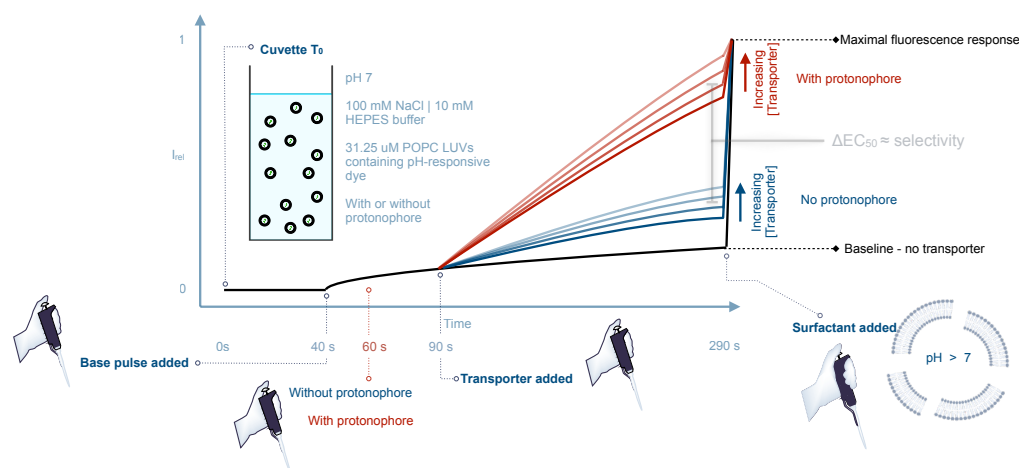 1
Cuvette T0
pH 7
100 mM NaCl | 10 mM
HEPES buffer
31.25 uM POPC LUVs
containing pH-responsive
dye
With or without
protonophore
Irel
0
Maximal fluorescence response
Increasing
[Transporter]
With protonophore
ΔEC50 ≈ selectivity
Increasing
[Transporter]
No protonophore
Baseline - no transporter
Time
0s
40 s
60 s
90 s
290 s
Base pulse added
Without protonophore
With protonophore
Transporter added
Surfactant added
pH > 7